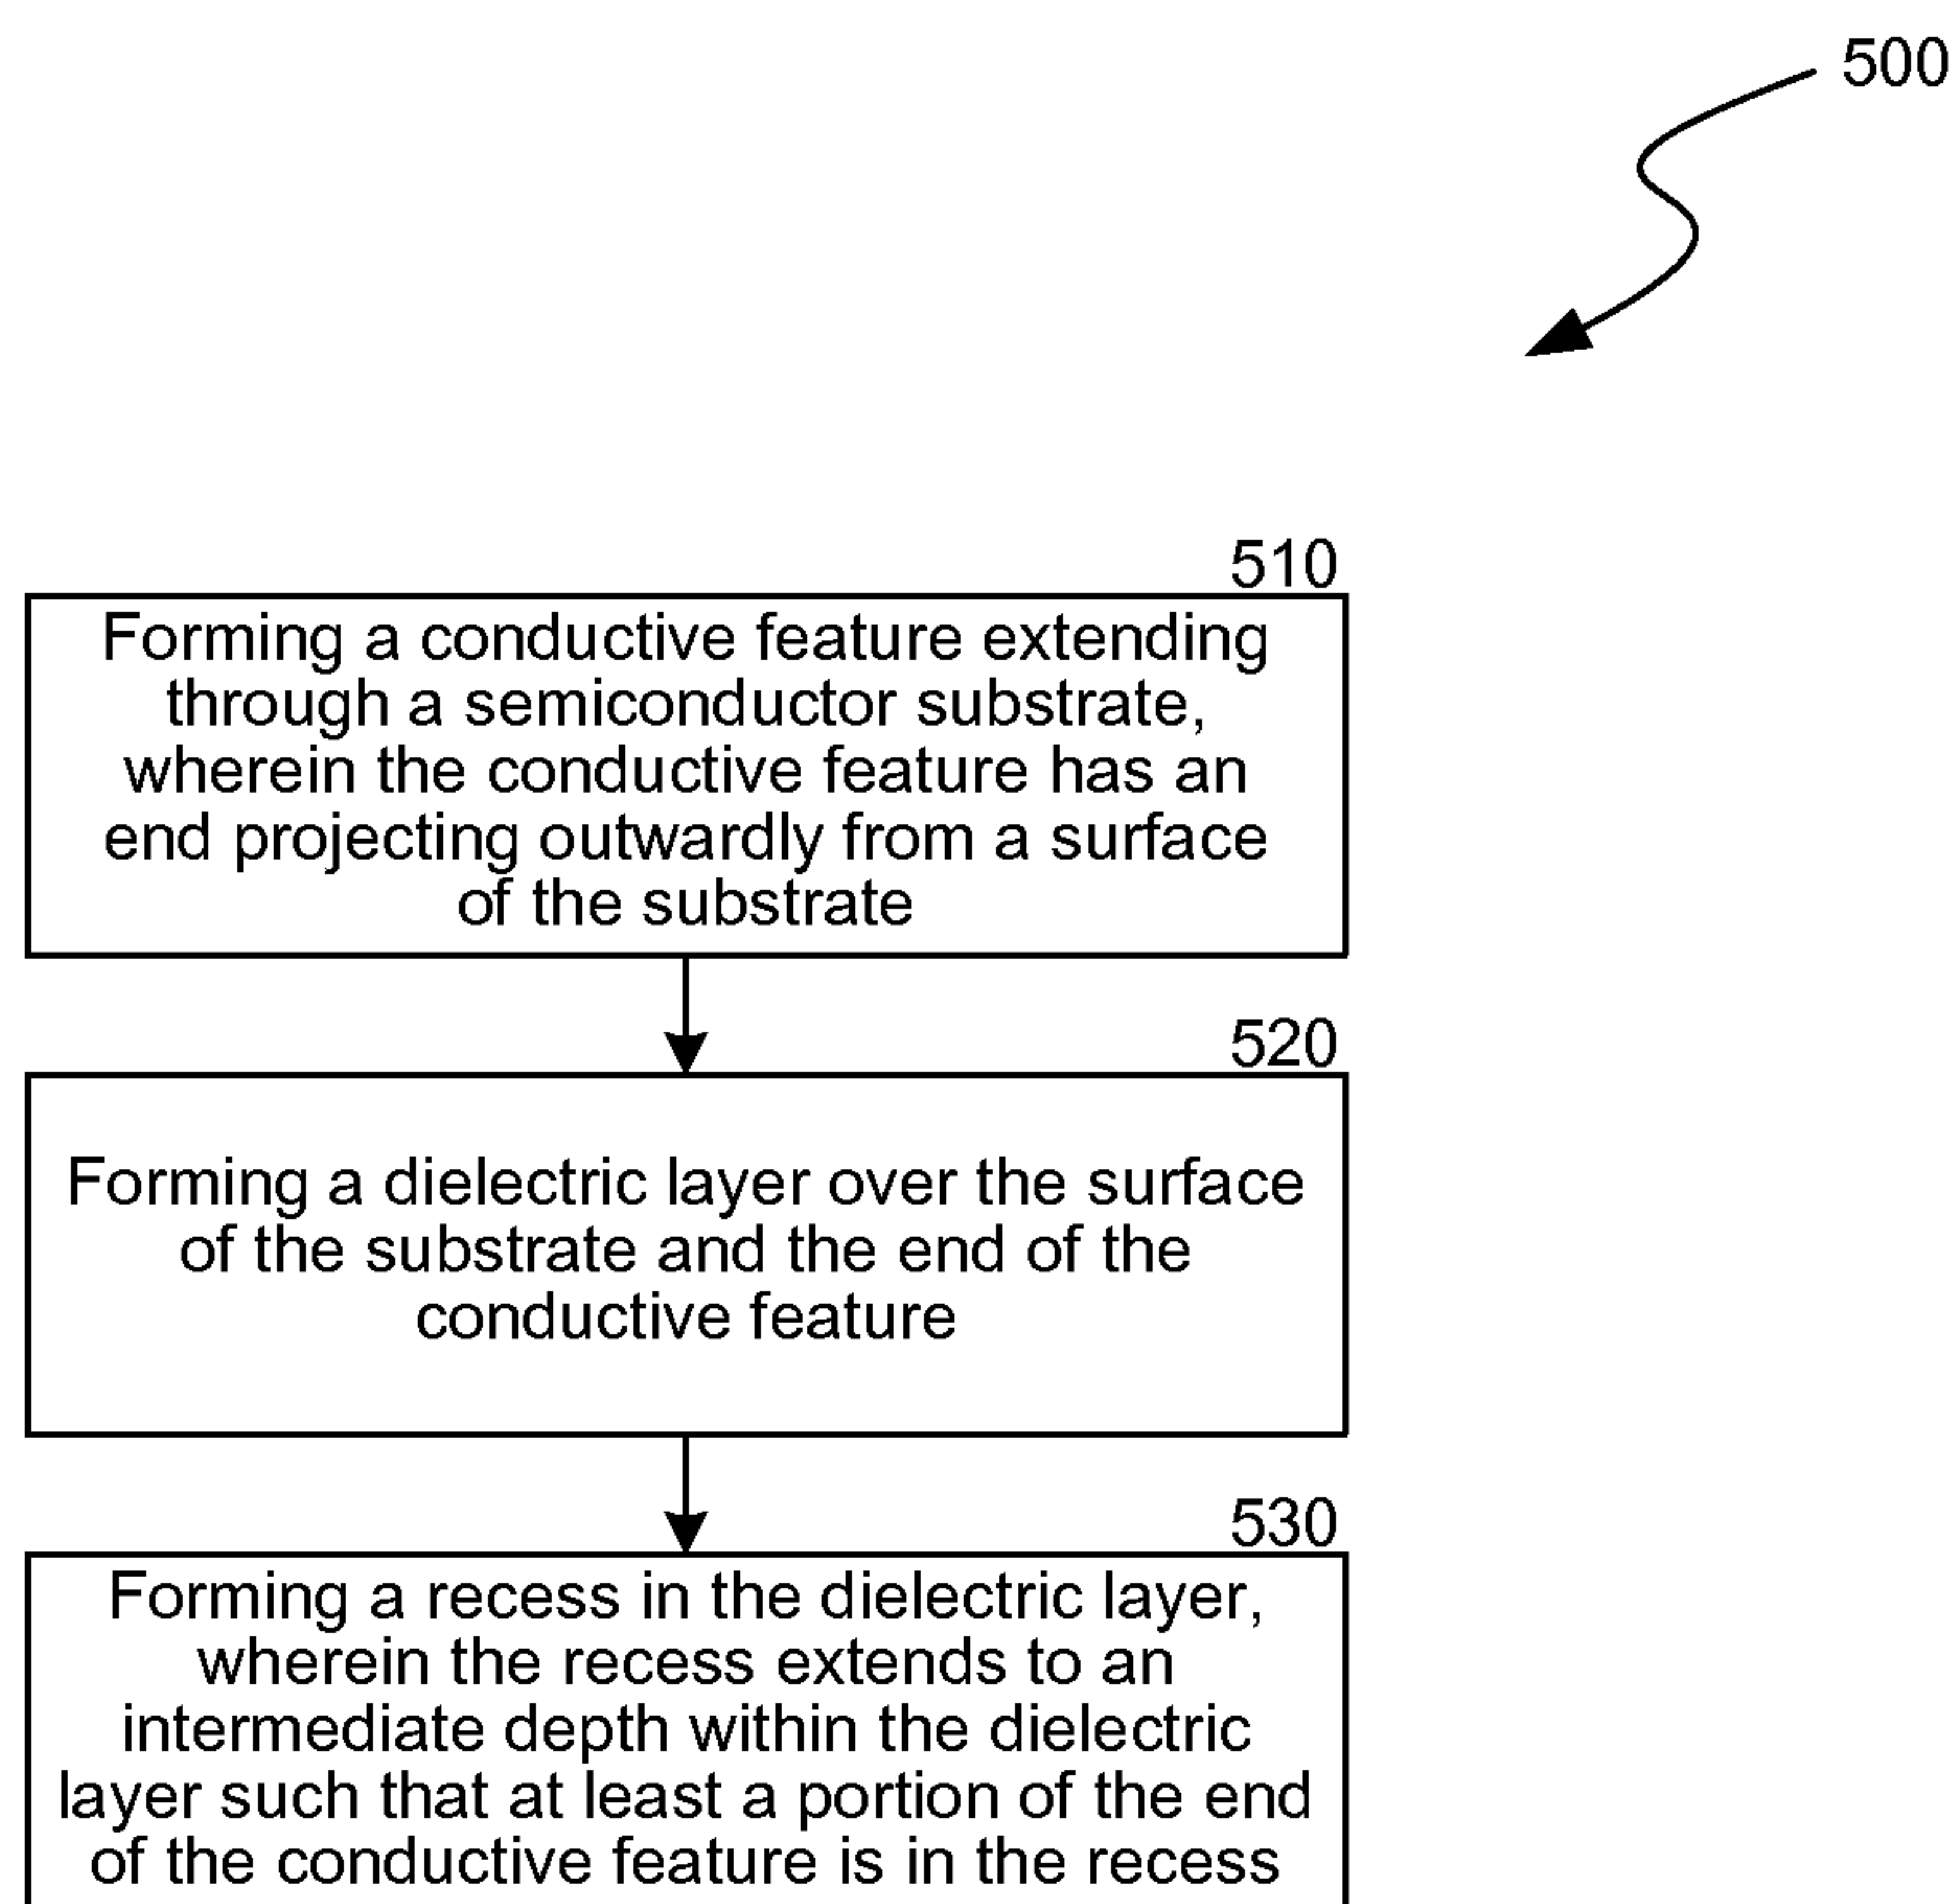 500
510
Forming a conductive feature extending
through a semiconductor substrate,
wherein the conductive feature has an
end projecting outwardly from a surface
of the substrate
520
Forming a dielectric layer over the surface
of the substrate and the end of the
conductive feature
530
Forming a recess in the dielectric layer,
wherein the recess extends to an
intermediate depth within the dielectric
layer such that at least a portion of the end
of the conductive feature is in the recess